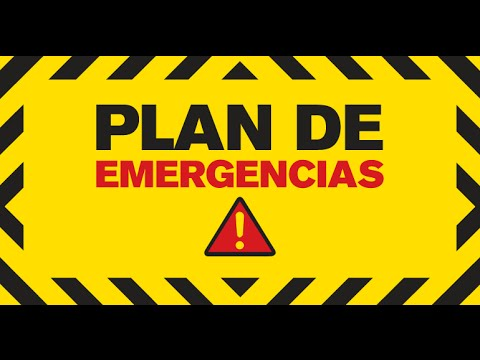 PLAN DE
EMERGENCIAS
!